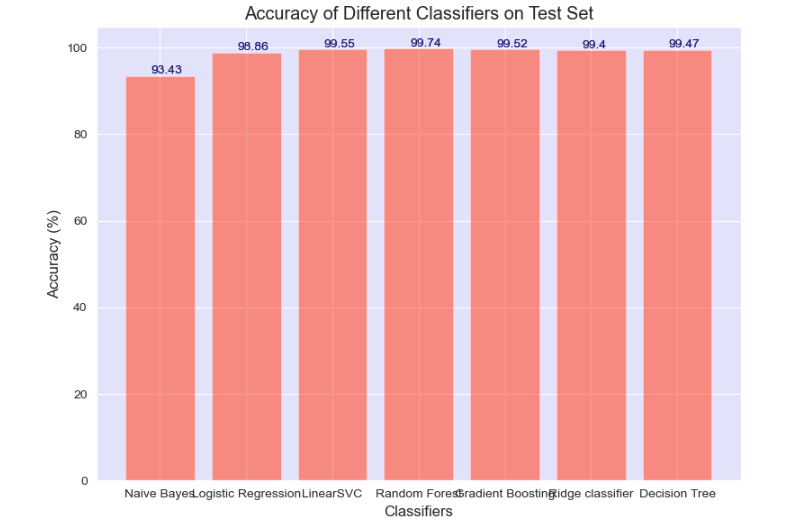 Accuracy of Different Classifiers on Test Set
100
80
60
40
20
0
Accuracy (%)
93.43
98.86
99.55
99.74
99.52
99.4
99.47
Naive Bayes
Logistic Regression
LinearSVC
Random Forest
Gradient Boosting
Ridge classifier
Decision Tree
Classifiers